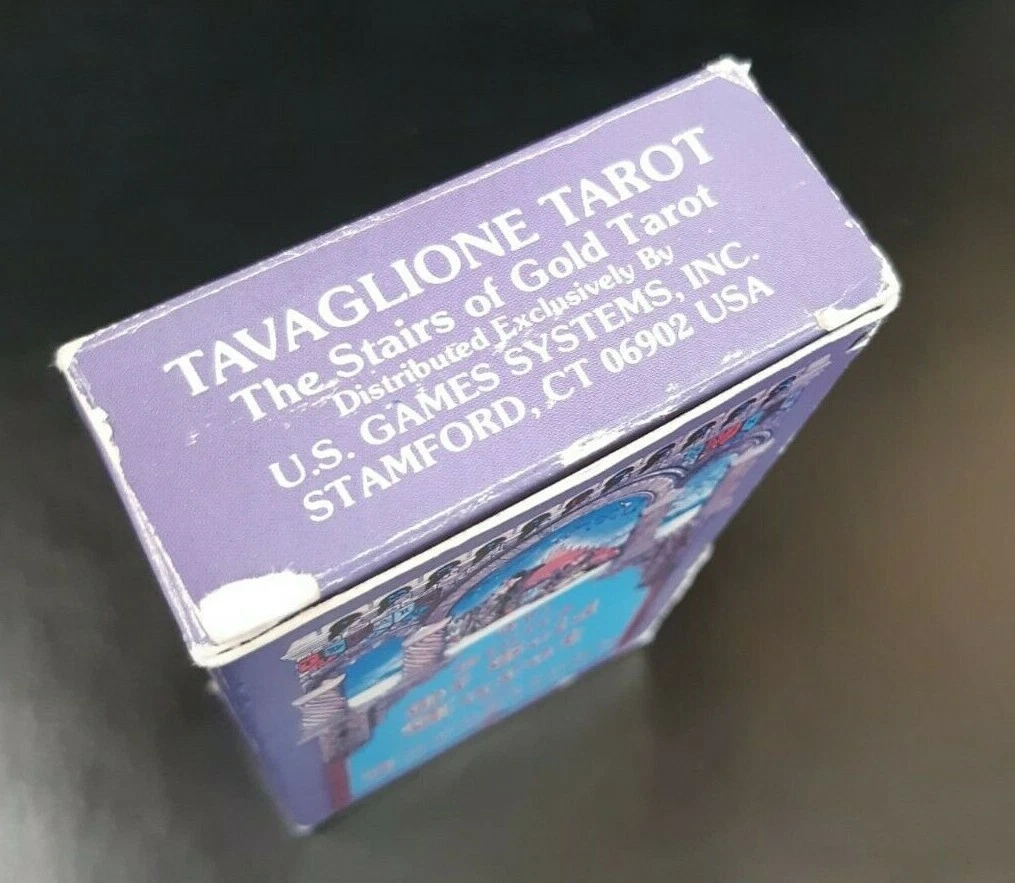 TAVAGLIONE TAROT
The Stairs of Gold Tarot
Distributed Exclusively By
U.S. GAMES SYSTEMS, INC.
STAMFORD, CT 06902 USA